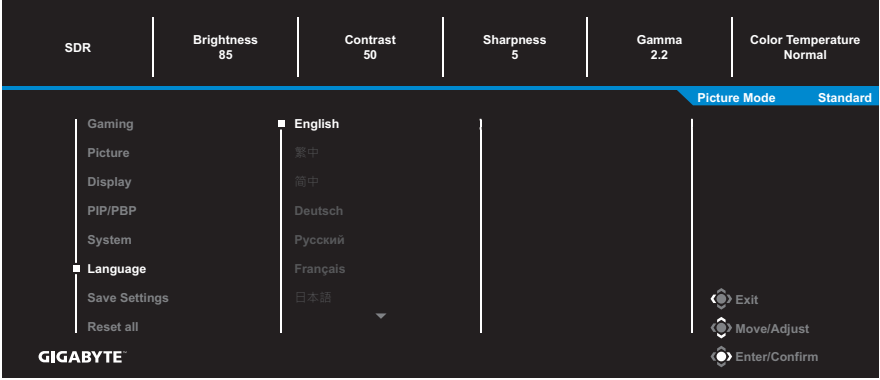 SDR
Brightness
85
Contrast
50
Sharpness
5
Gamma
2.2
Color Temperature
Normal
Picture Mode Standard
Gaming
Picture
Display
PIP/PBP
System
Language
Save Settings
Reset all
English
繁中
简中
Deutsch
Русский
Français
日本語
Exit
Move/Adjust
Enter/Confirm
GIGABYTE™